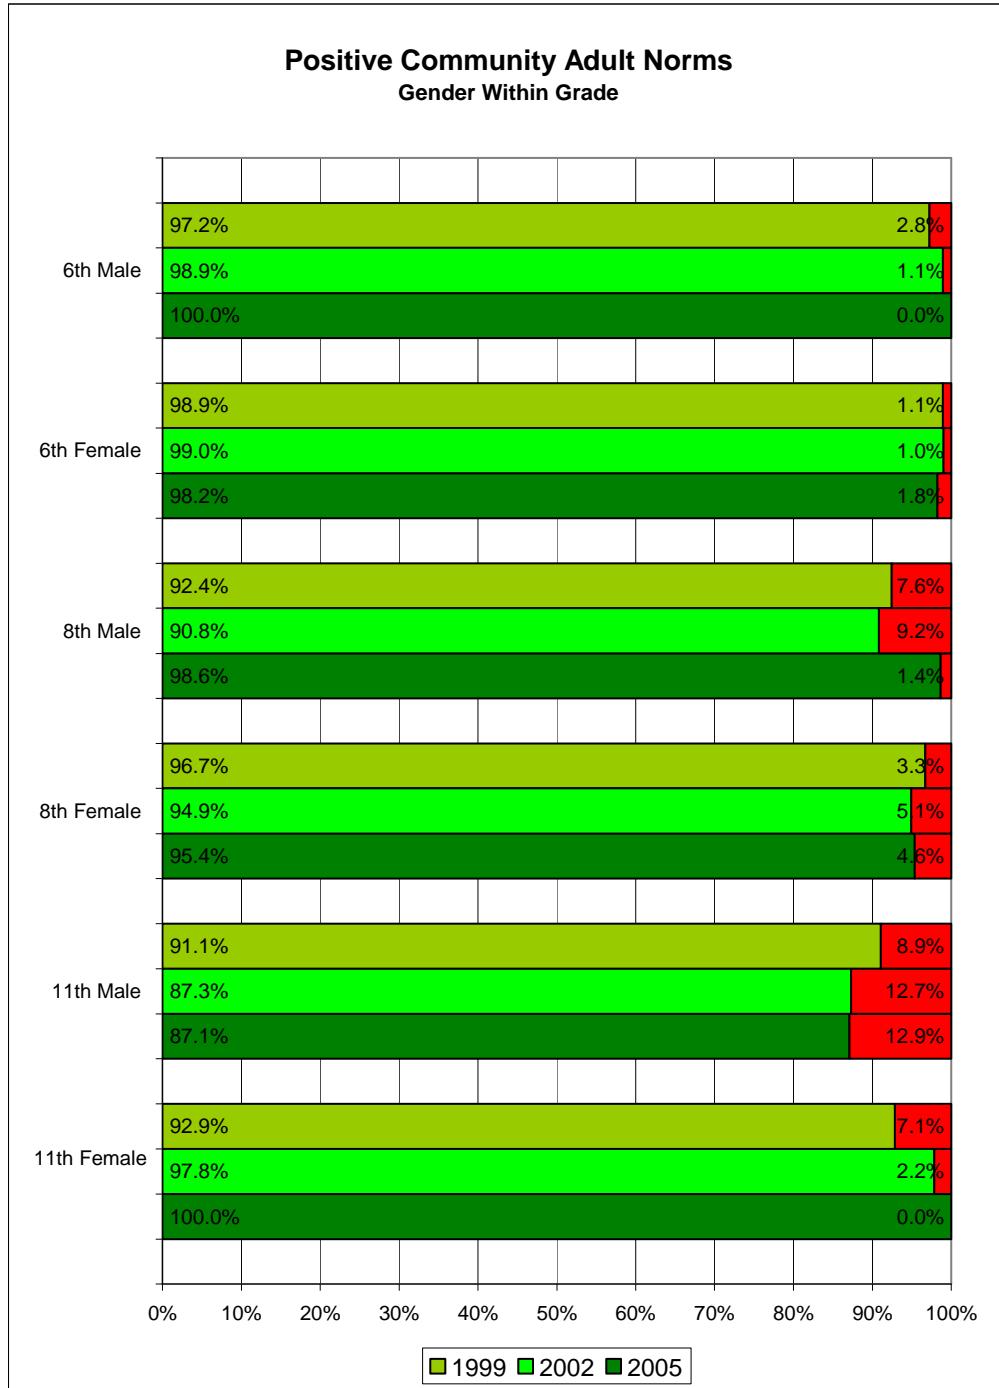 Positive Community Adult Norms
Gender Within Grade
97.2% 2.8%
6th Male 98.9% 1.1%
100.0% 0.0%
98.9% 1.1%
6th Female 99.0% 1.0%
98.2% 1.8%
92.4% 7.6%
8th Male 90.8% 9.2%
98.6% 1.4%
96.7% 3.3%
8th Female 94.9% 5.1%
95.4% 4.6%
91.1% 8.9%
11th Male 87.3% 12.7%
87.1% 12.9%
92.9% 7.1%
11th Female 97.8% 2.2%
100.0% 0.0%
0% 10% 20% 30% 40% 50% 60% 70% 80% 90% 100%
1999 2002 2005